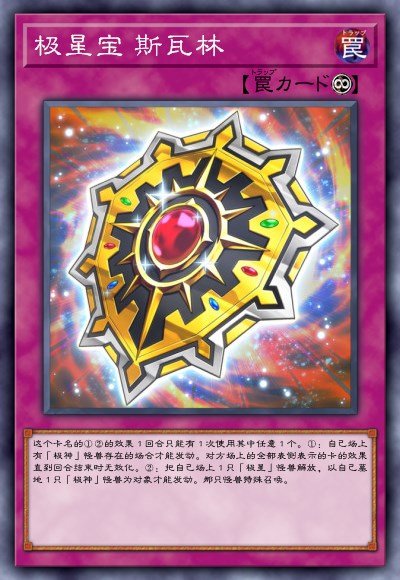 极星宝 斯瓦林
トラップ
罠
トラップ
【罠カード】
这个卡名的①②的效果1回合只能有1次使用其中任意1个。①:自己场上
有「极神」怪兽存在的场合才能发动。对方场上的全部表侧表示的卡的效果
直到回合结束时无效化。②:把自己场上1只「极星」怪兽解放,以自己墓
地1只「极神」怪兽为对象才能发动。那只怪兽特殊召唤。